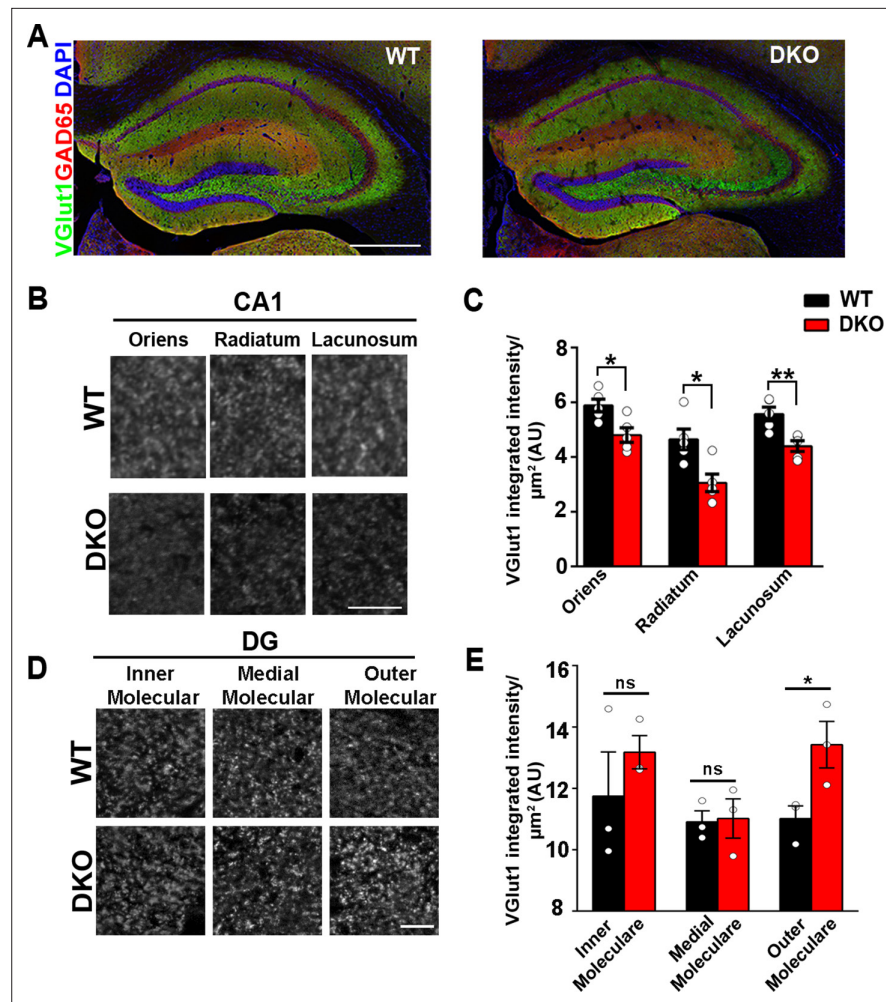 A
WT
DKO
VGlut1 GAD65 DAPI
B
CA1
Oriens Radiatum Lacunosum
WT
DKO
C
WT
DKO
VGlut1 integrated intensity/
µm² (AU)
8
6
4
2
0
* * **
Oriens
Radiatum
Lacunosum
D
DG
Inner Medial Outer
Molecular Molecular Molecular
WT
DKO
E
VGlut1 integrated intensity/
µm² (AU)
16
14
12
10
8
ns ns *
Inner
Moleculare
Medial
Moleculare
Outer
Moleculare